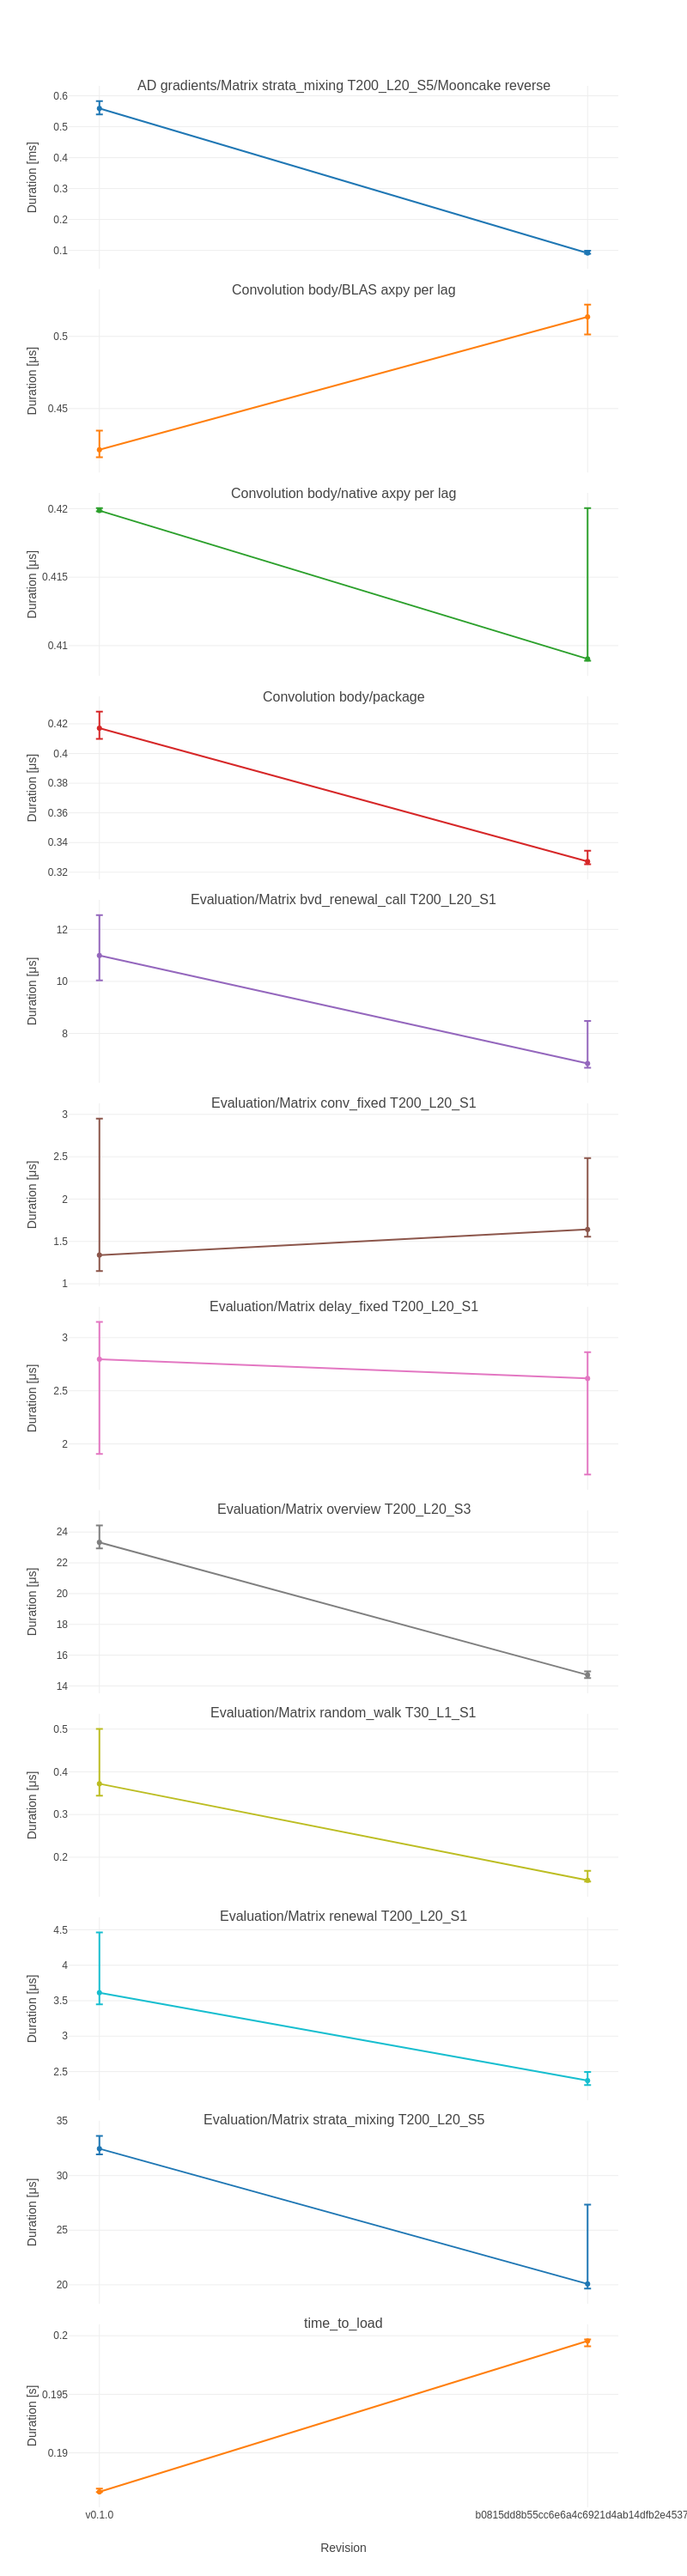 AD gradients/Matrix strata_mixing T200_L20_S5/Mooncake reverse
0.6
0.5
0.4
0.3
0.2
0.1
Duration [ms]
Convolution body/BLAS axpy per lag
0.5
0.45
Duration [μs]
Convolution body/native axpy per lag
0.42
0.415
0.41
Duration [μs]
Convolution body/package
0.42
0.4
0.38
0.36
0.34
0.32
Duration [μs]
Evaluation/Matrix bvd_renewal_call T200_L20_S1
12
10
8
Duration [μs]
Evaluation/Matrix conv_fixed T200_L20_S1
3
2.5
2
1.5
1
Duration [μs]
Evaluation/Matrix delay_fixed T200_L20_S1
3
2.5
2
Duration [μs]
Evaluation/Matrix overview T200_L20_S3
24
22
20
18
16
14
Duration [μs]
Evaluation/Matrix random_walk T30_L1_S1
0.5
0.4
0.3
0.2
Duration [μs]
Evaluation/Matrix renewal T200_L20_S1
4.5
4
3.5
3
2.5
Duration [μs]
Evaluation/Matrix strata_mixing T200_L20_S5
35
30
25
20
Duration [μs]
time_to_load
0.2
0.195
0.19
Duration [s]
v0.1.0
b0815dd8b55cc6e6a4c6921d4ab14dfb2e4537
Revision